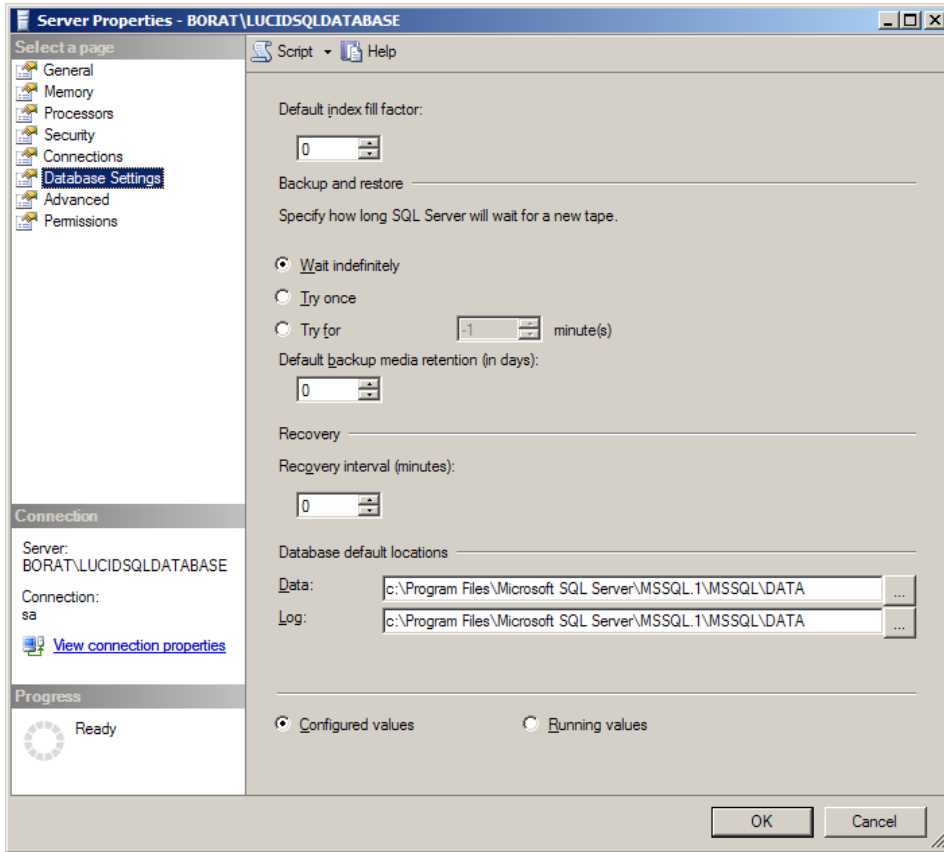 Server Properties - BORAT\LUCIDSQLDATABASE
Select a page
General
Memory
Processors
Security
Connections
Database Settings
Advanced
Permissions
Connection
Server:
BORAT\LUCIDSQLDATABASE
Connection:
sa
View connection properties
Progress
Ready
Script Help
Default index fill factor:
0
Backup and restore
Specify how long SQL Server will wait for a new tape.
Wait indefinitely
Try once
Try for -1 minute(s)
Default backup media retention (in days):
0
Recovery
Recovery interval (minutes):
0
Database default locations
Data: c:\Program Files\Microsoft SQL Server\MSSQL.1\MSSQL\DATA ...
Log: c:\Program Files\Microsoft SQL Server\MSSQL.1\MSSQL\DATA ...
Configured values Running values
OK Cancel